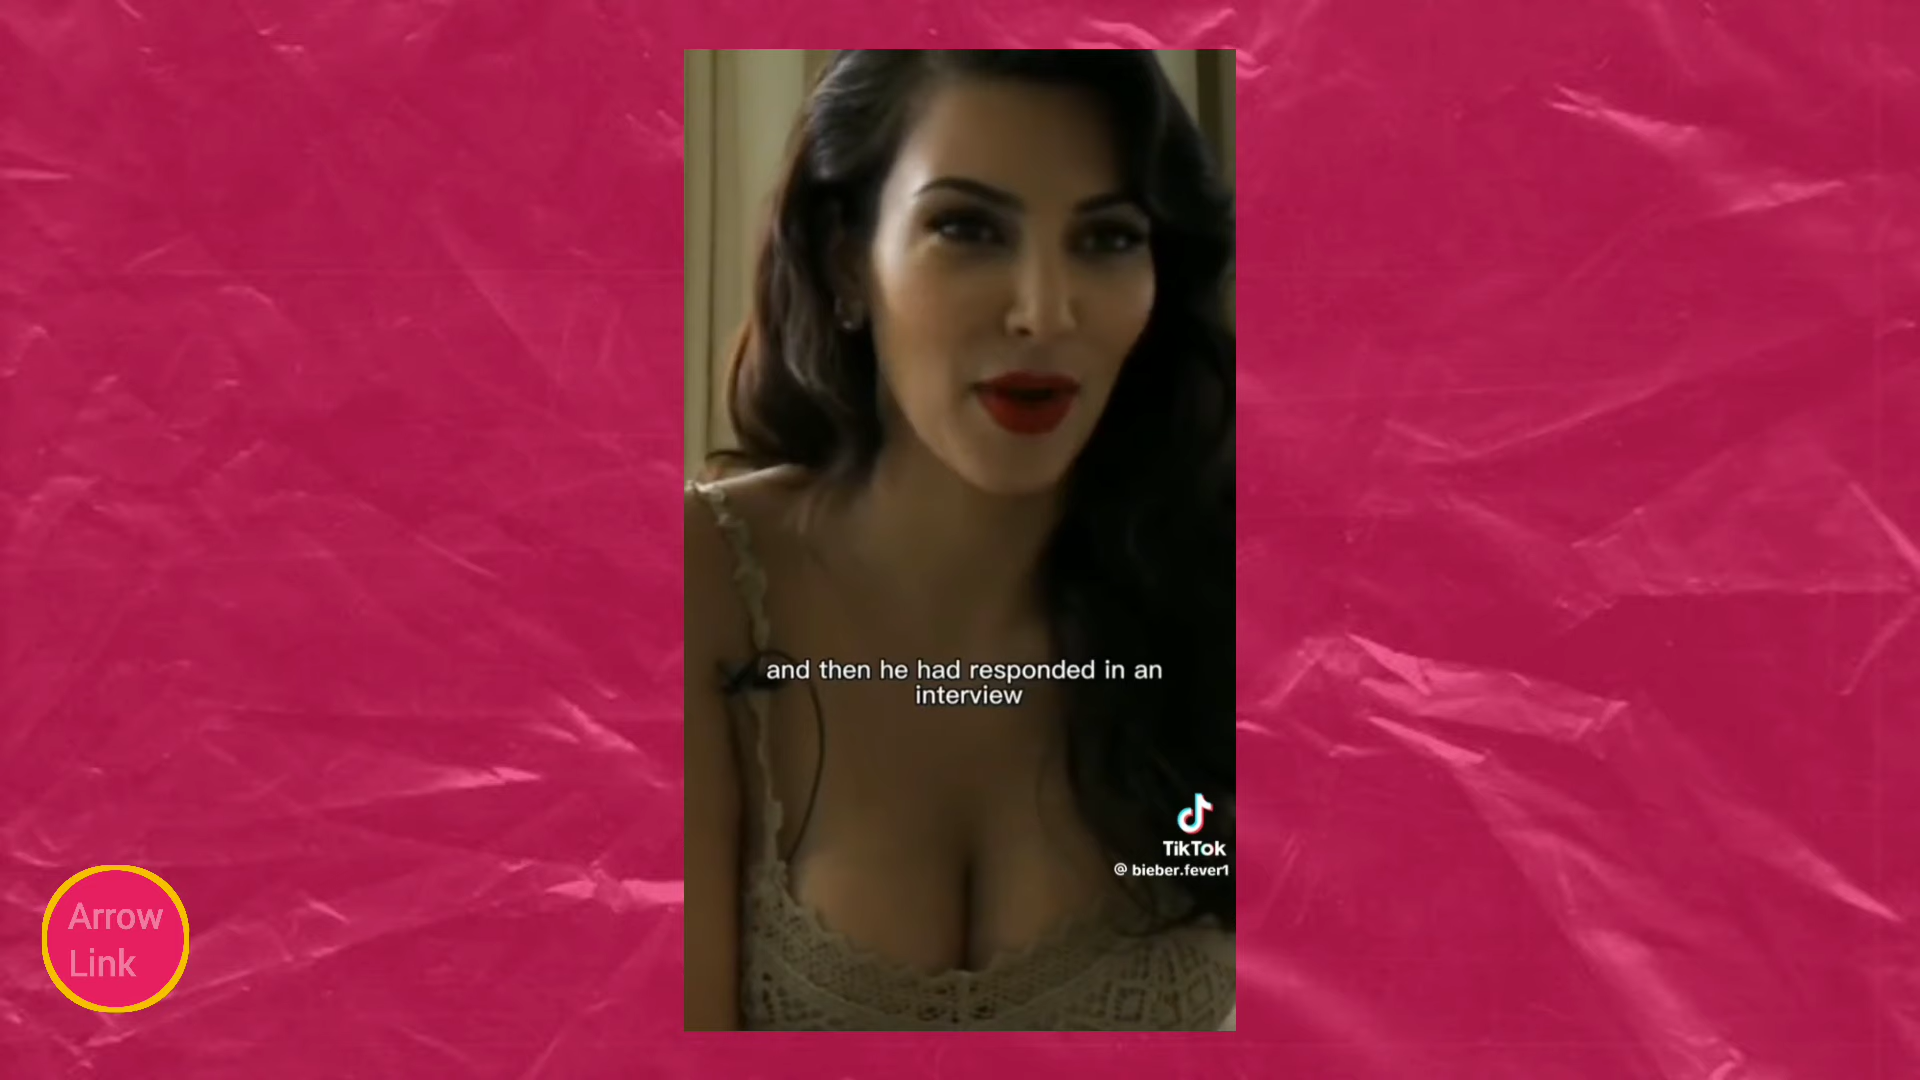 and then he had responded in an
interview
TikTok
@ bieber.fever1
Arrow
Link